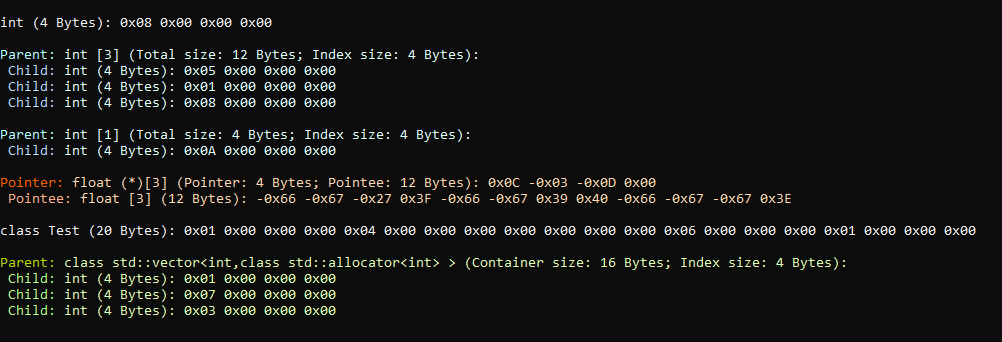 int (4 Bytes): 0x08 0x00 0x00 0x00
Parent: int [3] (Total size: 12 Bytes; Index size: 4 Bytes):
Child: int (4 Bytes): 0x05 0x00 0x00 0x00
Child: int (4 Bytes): 0x01 0x00 0x00 0x00
Child: int (4 Bytes): 0x08 0x00 0x00 0x00
Parent: int [1] (Total size: 4 Bytes; Index size: 4 Bytes):
Child: int (4 Bytes): 0x0A 0x00 0x00 0x00
Pointer: float (*)[3] (Pointer: 4 Bytes; Pointee: 12 Bytes): 0x0C -0x03 -0x0D 0x00
Pointee: float [3] (12 Bytes): -0x66 -0x67 -0x27 0x3F -0x66 -0x67 0x39 0x40 -0x66 -0x67 -0x67 0x3E
class Test (20 Bytes): 0x01 0x00 0x00 0x00 0x04 0x00 0x00 0x00 0x00 0x00 0x00 0x00 0x06 0x00 0x00 0x00 0x01 0x00 0x00 0x00
Parent: class std::vector<int,class std::allocator<int> > (Container size: 16 Bytes; Index size: 4 Bytes):
Child: int (4 Bytes): 0x01 0x00 0x00 0x00
Child: int (4 Bytes): 0x07 0x00 0x00 0x00
Child: int (4 Bytes): 0x03 0x00 0x00 0x00